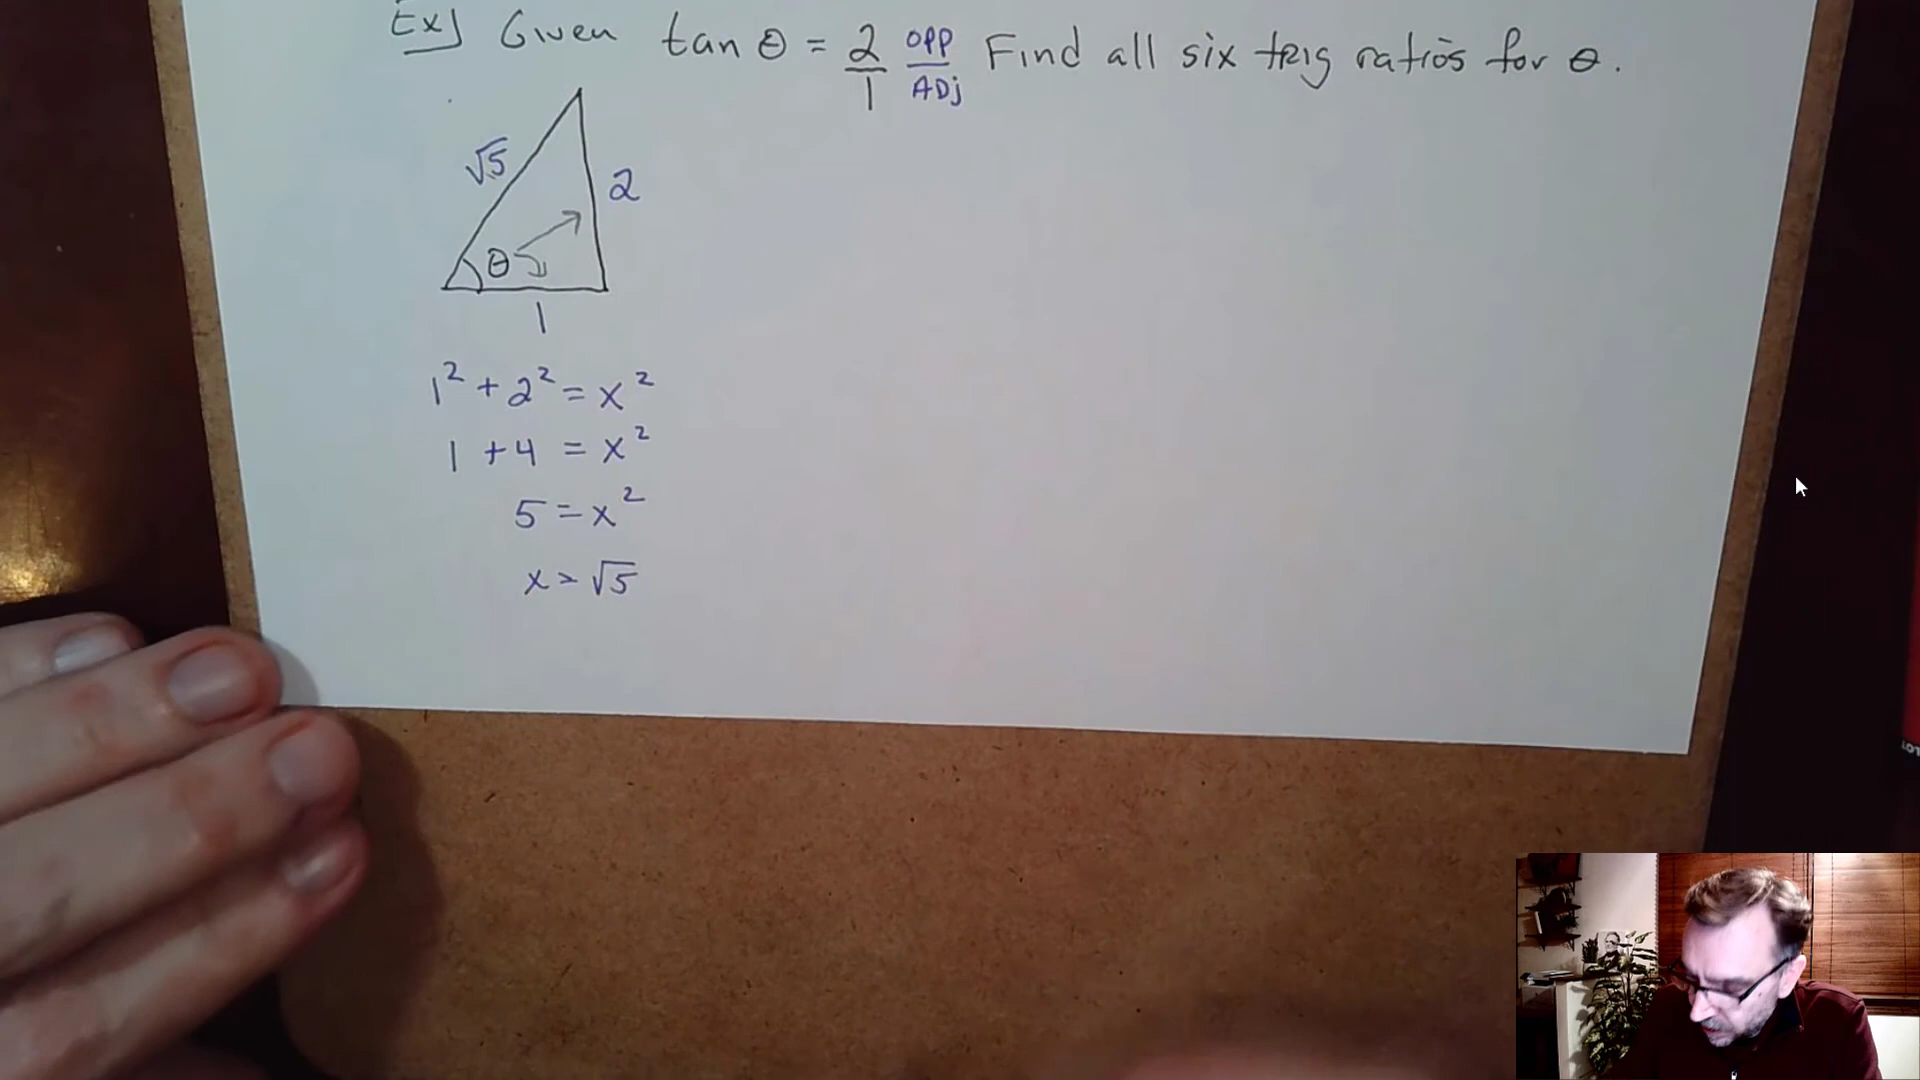 Ex] Given tan θ = 2/1 OPP/ADj Find all six trig ratios for θ.
√5
2
θ
1
1² + 2² = x²
1 + 4 = x²
5 = x²
x = √5